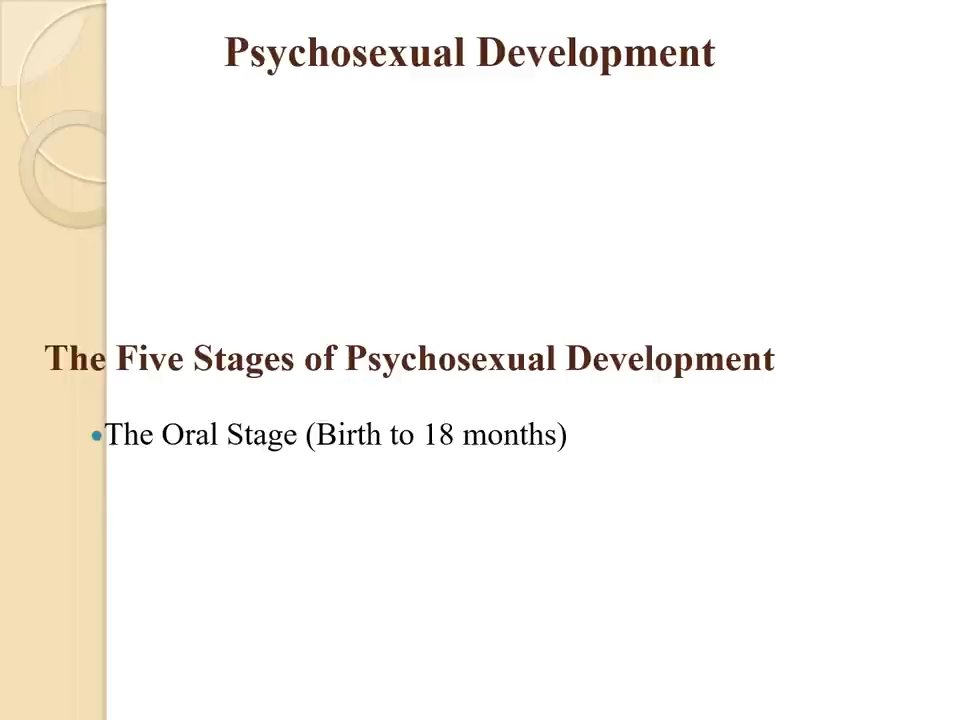 Psychosexual Development
The Five Stages of Psychosexual Development
•The Oral Stage (Birth to 18 months)